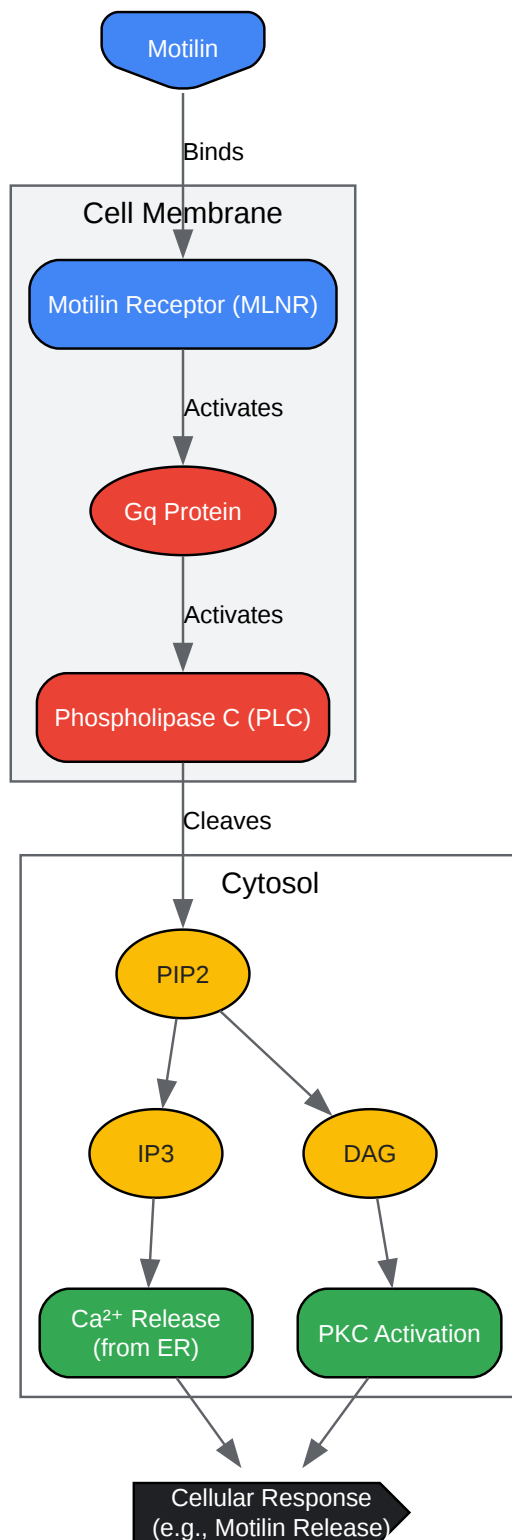 Motilin
Binds
Cell Membrane
Motilin Receptor (MLNR)
Activates
Gq Protein
Activates
Phospholipase C (PLC)
Cleaves
Cytosol
PIP2
IP3
DAG
Ca²⁺ Release
(from ER)
PKC Activation
Cellular Response
(e.g., Motilin Release)